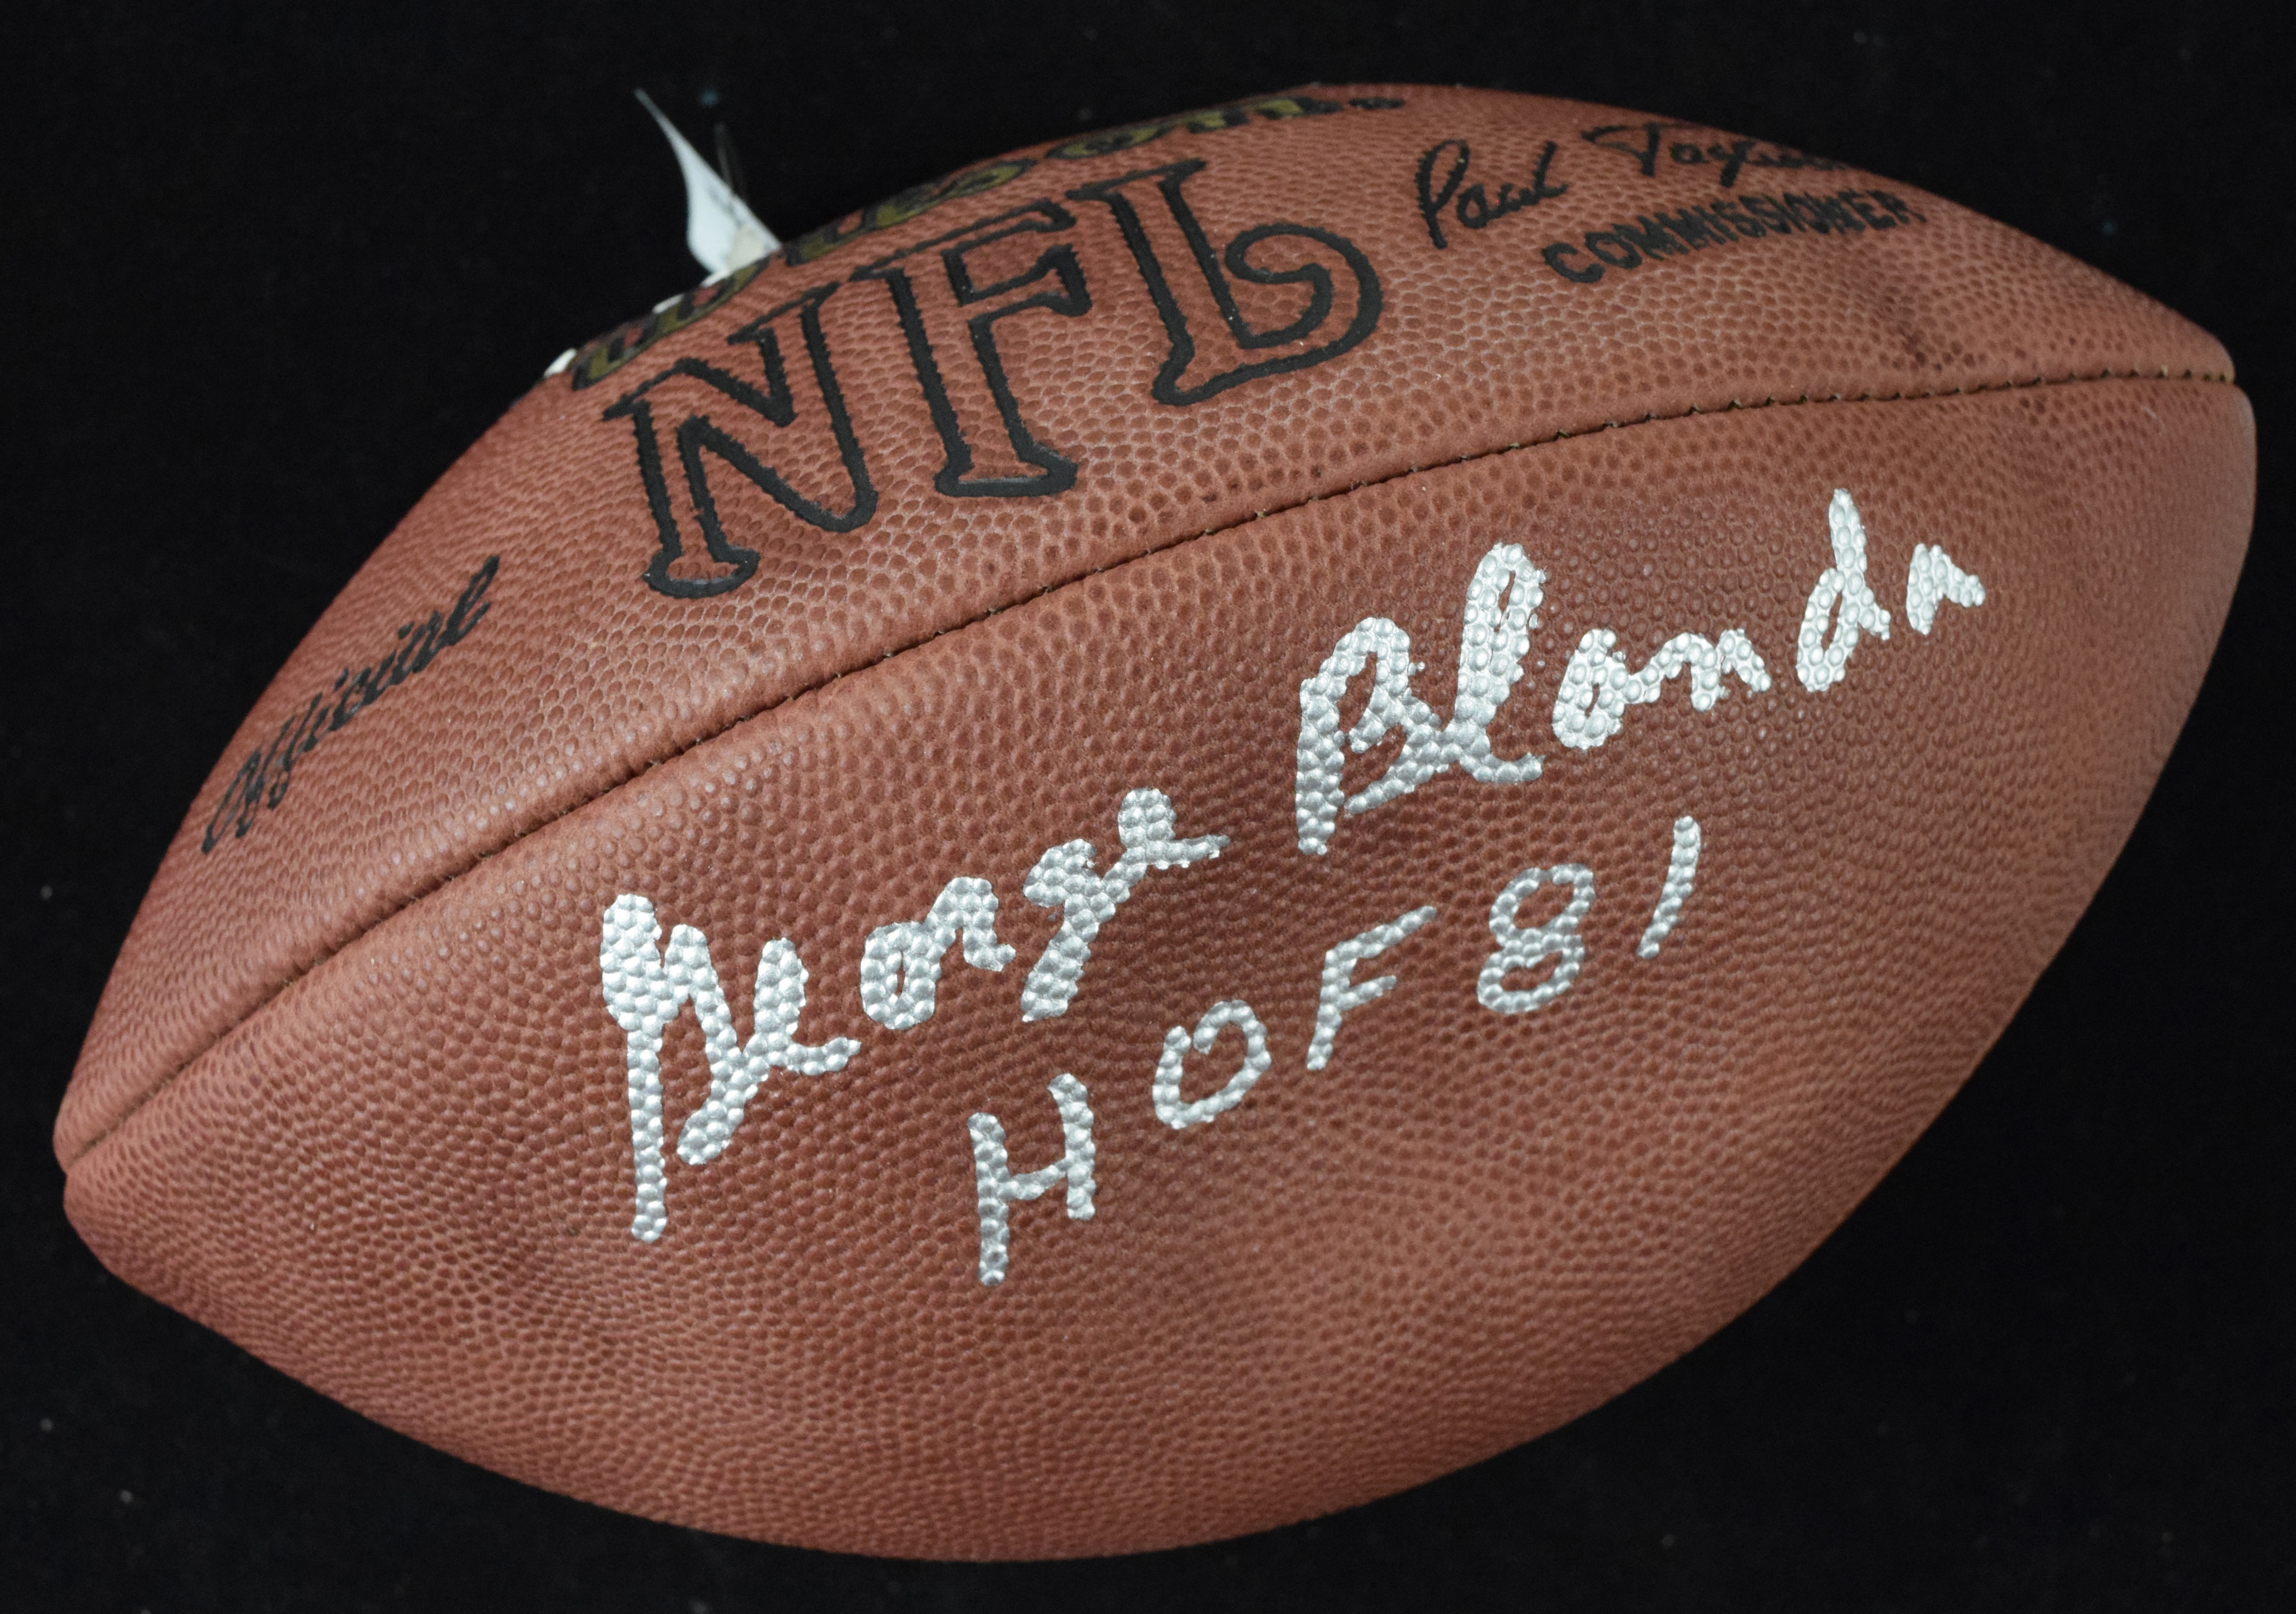 NFL
Paul Tagliabue
COMMISSIONER
Official
George Blanda
HOF 81